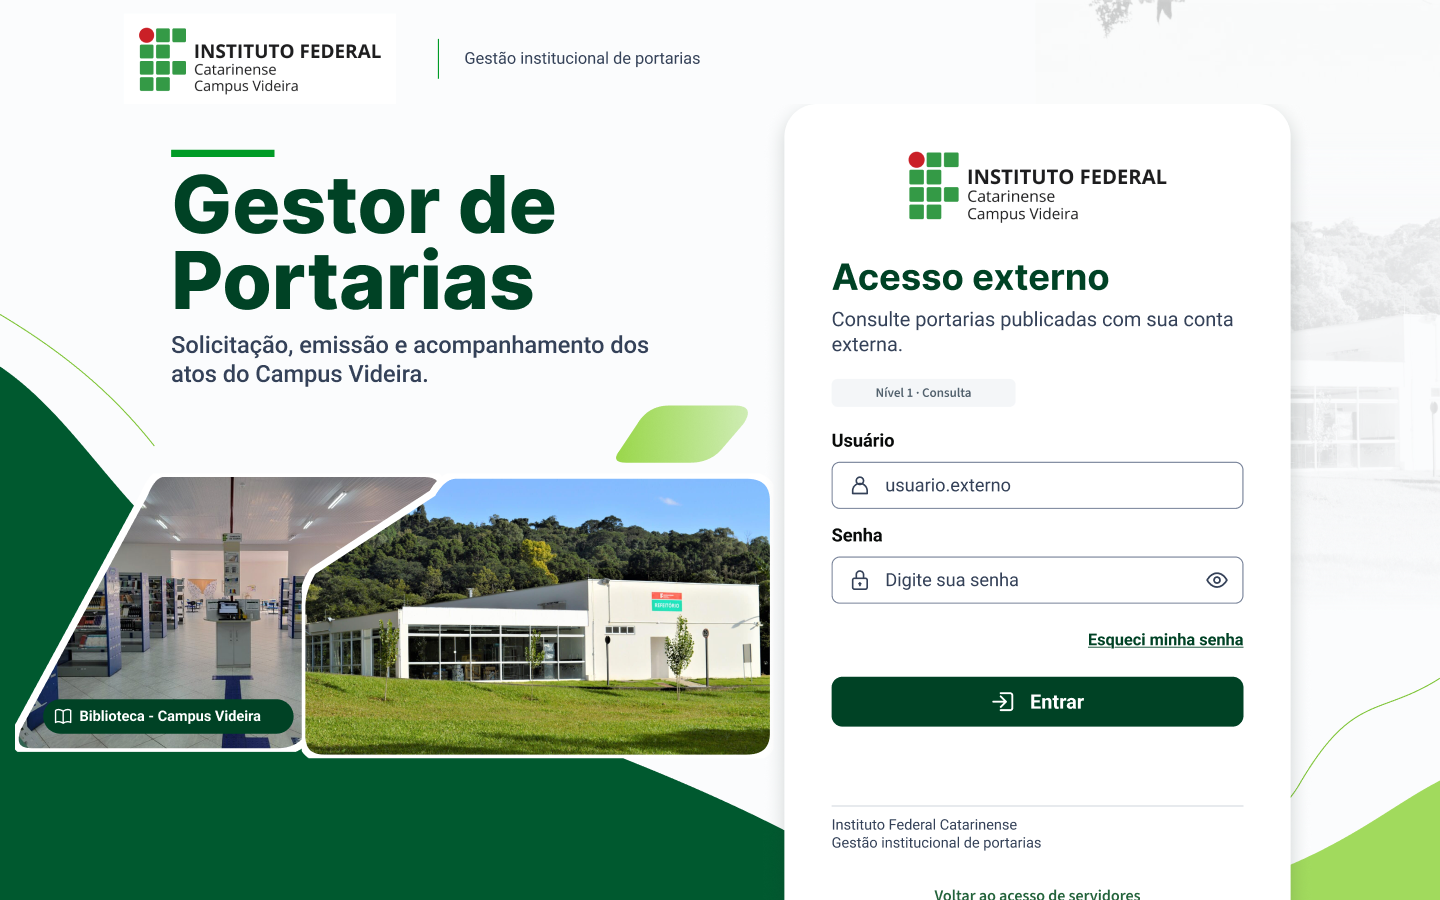 INSTITUTO FEDERAL
Catarinense
Campus Videira
Gestão institucional de portarias
Gestor de
Portarias
Solicitação, emissão e acompanhamento dos
atos do Campus Videira.
REFEITÓRIO
Biblioteca - Campus Videira
INSTITUTO FEDERAL
Catarinense
Campus Videira
Acesso externo
Consulte portarias publicadas com sua conta
externa.
Nível 1 · Consulta
Usuário
usuario.externo
Senha
Digite sua senha
Esqueci minha senha
Entrar
Instituto Federal Catarinense
Gestão institucional de portarias
Voltar ao acesso de servidores